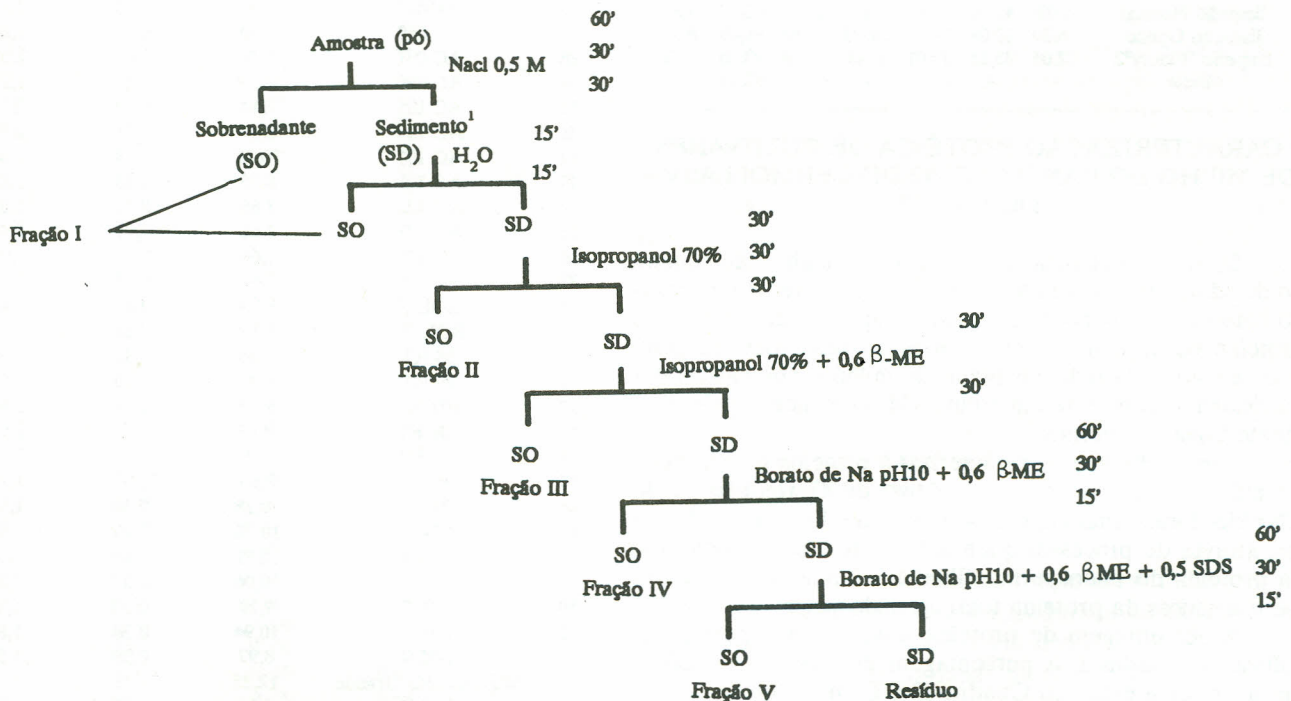 60'
Amostra (pó)
30'
Nacl 0,5 M
30'
Sobrenadante
(SO)
Sedimento¹
(SD)
15'
H₂O
15'
Fração I
SO
SD
30'
Isopropanol 70%
30'
30'
SO
Fração II
SD
30'
Isopropanol 70% + 0,6 β-ME
30'
SO
Fração III
SD
60'
Borato de Na pH10 + 0,6 β-ME
30'
15'
SO
Fração IV
SD
60'
Borato de Na pH10 + 0,6 βME + 0,5 SDS
30'
15'
SO
Fração V
SD
Resíduo